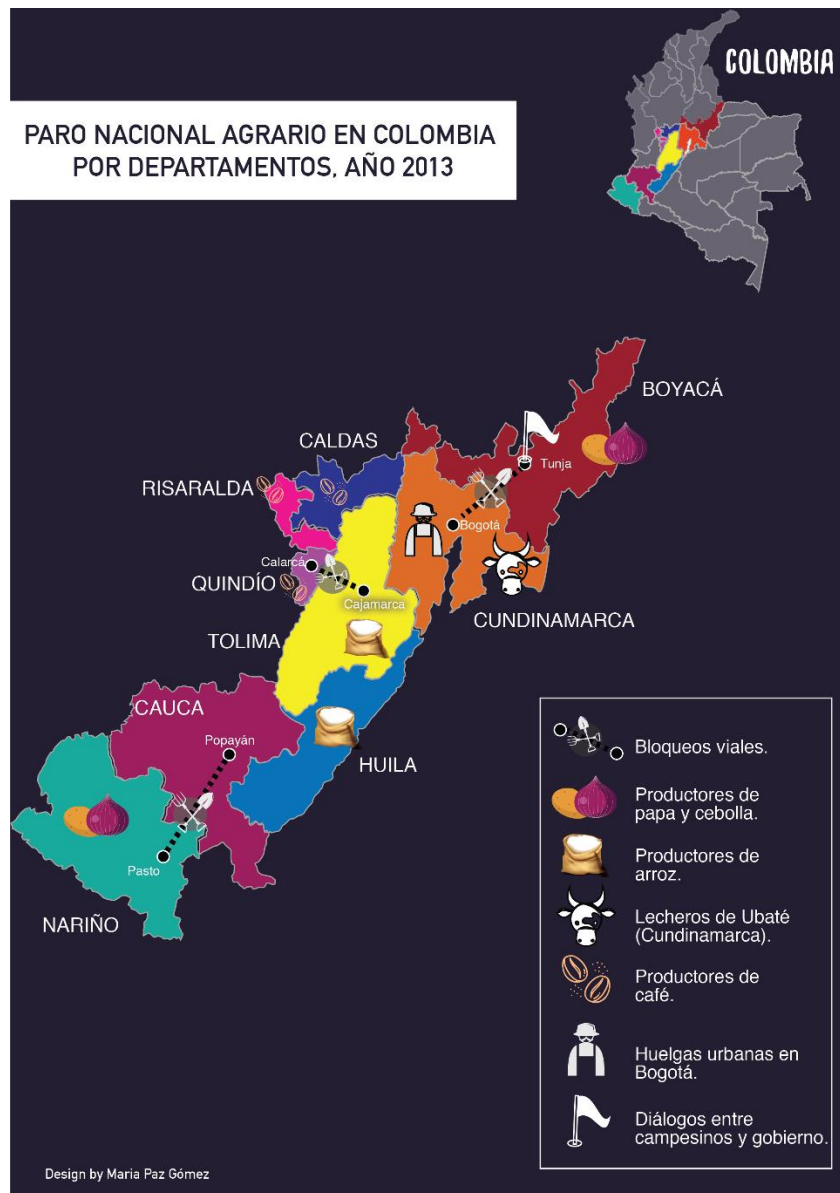 COLOMBIA
PARO NACIONAL AGRARIO EN COLOMBIA
POR DEPARTAMENTOS, AÑO 2013
BOYACÁ
CALDAS
Tunja
RISARALDA
Bogotá
Calarcá
QUINDÍO
Cajamarca
CUNDINAMARCA
TOLIMA
CAUCA
Popayán
HUILA
Pasto
NARIÑO
Bloqueos viales.
Productores de
papa y cebolla.
Productores de
arroz.
Lecheros de Ubaté
(Cundinamarca).
Productores de
café.
Huelgas urbanas en
Bogotá.
Diálogos entre
campesinos y gobierno.
Design by Maria Paz Gómez